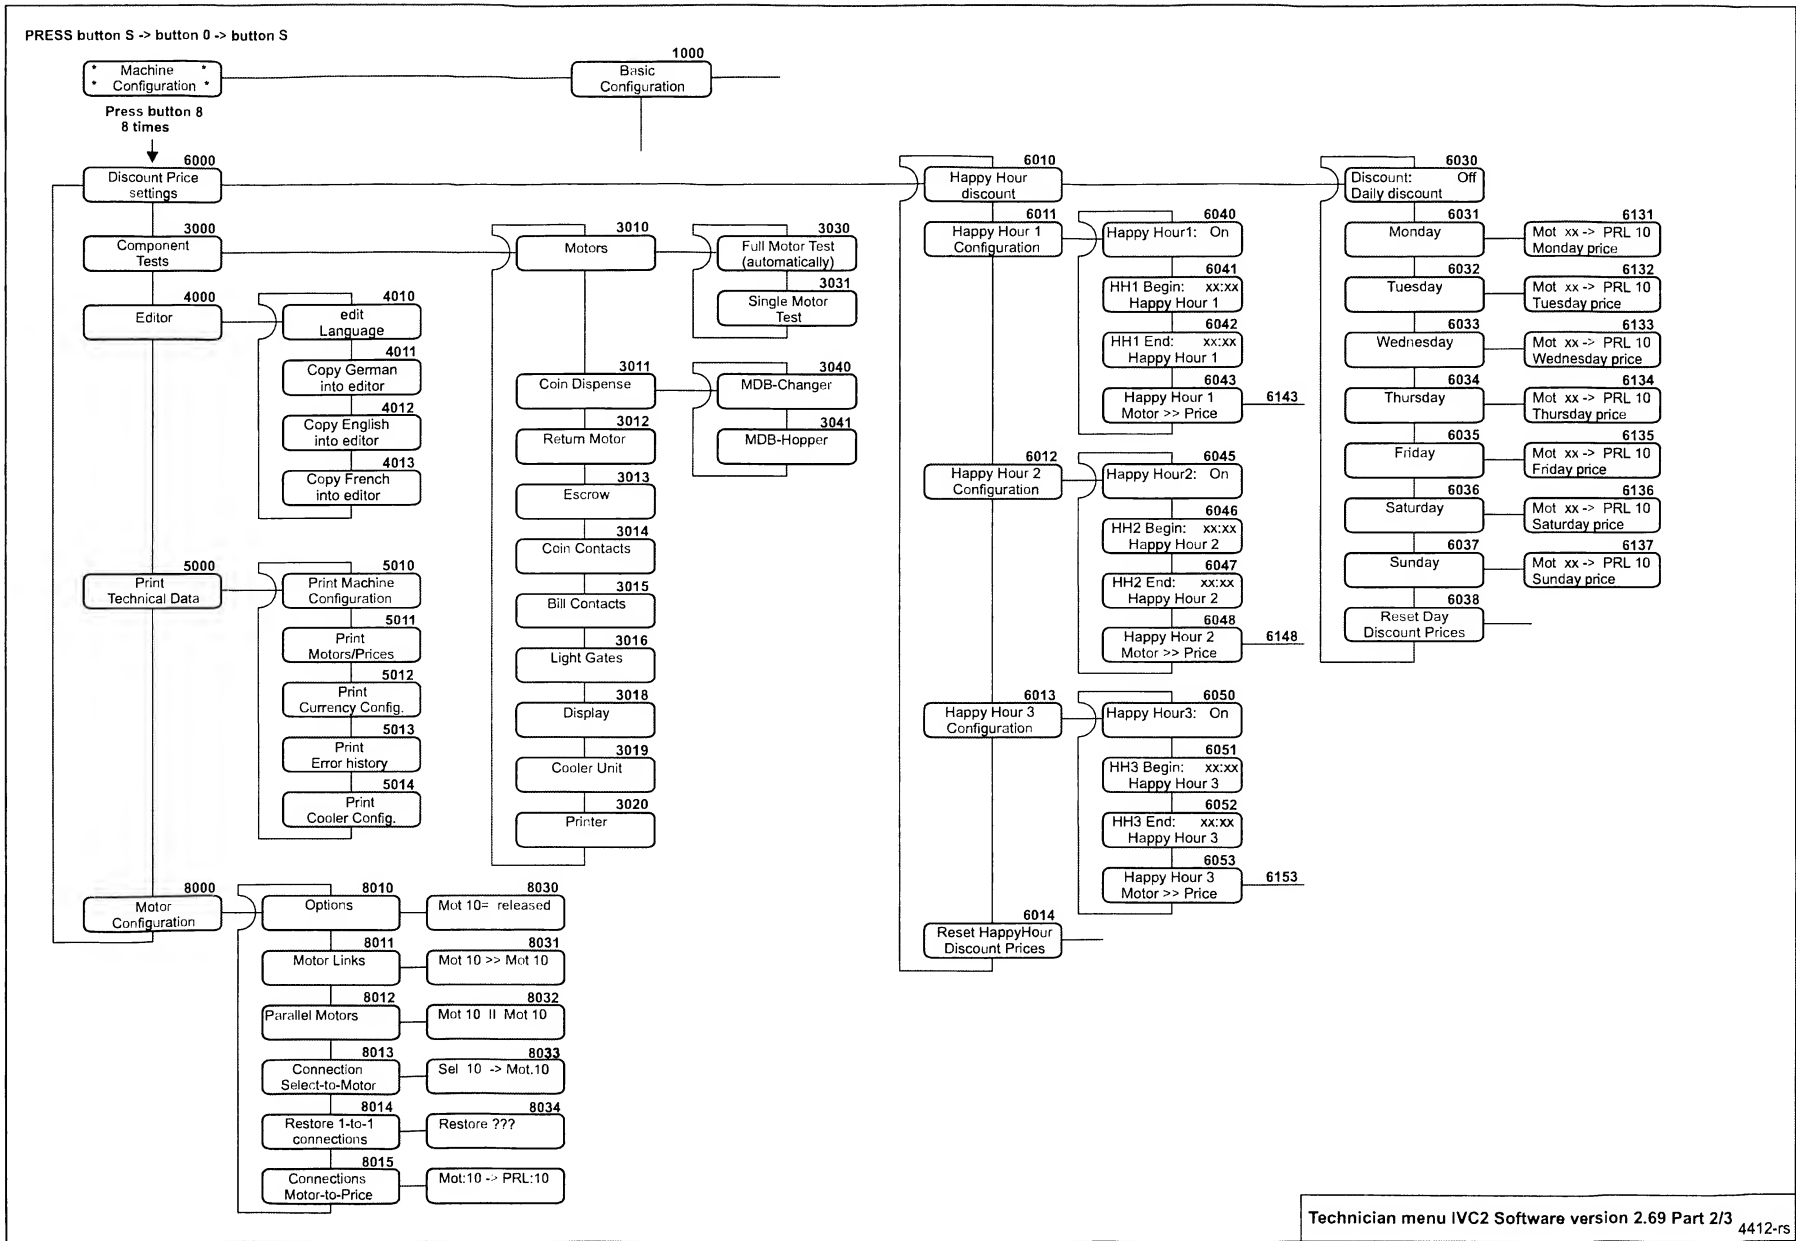 PRESS button S -> button 0 -> button S
* Machine *
* Configuration *
1000
Basic
Configuration
Press button 8
8 times
6000
Discount Price
settings
3000
Component
Tests
4000
Editor
4010
edit
Language
4011
Copy German
into editor
4012
Copy English
into editor
4013
Copy French
into editor
5000
Print
Technical Data
5010
Print Machine
Configuration
5011
Print
Motors/Prices
5012
Print
Currency Config.
5013
Print
Error history
5014
Print
Cooler Config.
8000
Motor
Configuration
8010
Options
8030
Mot 10= released
8011
Motor Links
8031
Mot 10 >> Mot 10
8012
Parallel Motors
8032
Mot 10 II Mot 10
8013
Connection
Select-to-Motor
8033
Sel 10 -> Mot.10
8014
Restore 1-to-1
connections
8034
Restore ???
8015
Connections
Motor-to-Price
Mot:10 -> PRL:10
3010
Motors
3030
Full Motor Test
(automatically)
3031
Single Motor
Test
3011
Coin Dispense
3040
MDB-Changer
3041
MDB-Hopper
3012
Return Motor
3013
Escrow
3014
Coin Contacts
3015
Bill Contacts
3016
Light Gates
3018
Display
3019
Cooler Unit
3020
Printer
6010
Happy Hour
discount
6011
Happy Hour 1
Configuration
6040
Happy Hour1: On
6041
HH1 Begin: xx:xx
Happy Hour 1
6042
HH1 End: xx:xx
Happy Hour 1
6043
Happy Hour 1
Motor >> Price
6143
6012
Happy Hour 2
Configuration
6045
Happy Hour2: On
6046
HH2 Begin: xx:xx
Happy Hour 2
6047
HH2 End: xx:xx
Happy Hour 2
6048
Happy Hour 2
Motor >> Price
6148
6013
Happy Hour 3
Configuration
6050
Happy Hour3: On
6051
HH3 Begin: xx:xx
Happy Hour 3
6052
HH3 End: xx:xx
Happy Hour 3
6053
Happy Hour 3
Motor >> Price
6153
6014
Reset HappyHour
Discount Prices
6030
Discount: Off
Daily discount
6031
Monday
6131
Mot xx -> PRL 10
Monday price
6032
Tuesday
6132
Mot xx -> PRL 10
Tuesday price
6033
Wednesday
6133
Mot xx -> PRL 10
Wednesday price
6034
Thursday
6134
Mot xx -> PRL 10
Thursday price
6035
Friday
6135
Mot xx -> PRL 10
Friday price
6036
Saturday
6136
Mot xx -> PRL 10
Saturday price
6037
Sunday
6137
Mot xx -> PRL 10
Sunday price
6038
Reset Day
Discount Prices
Technician menu IVC2 Software version 2.69 Part 2/3
4412-rs